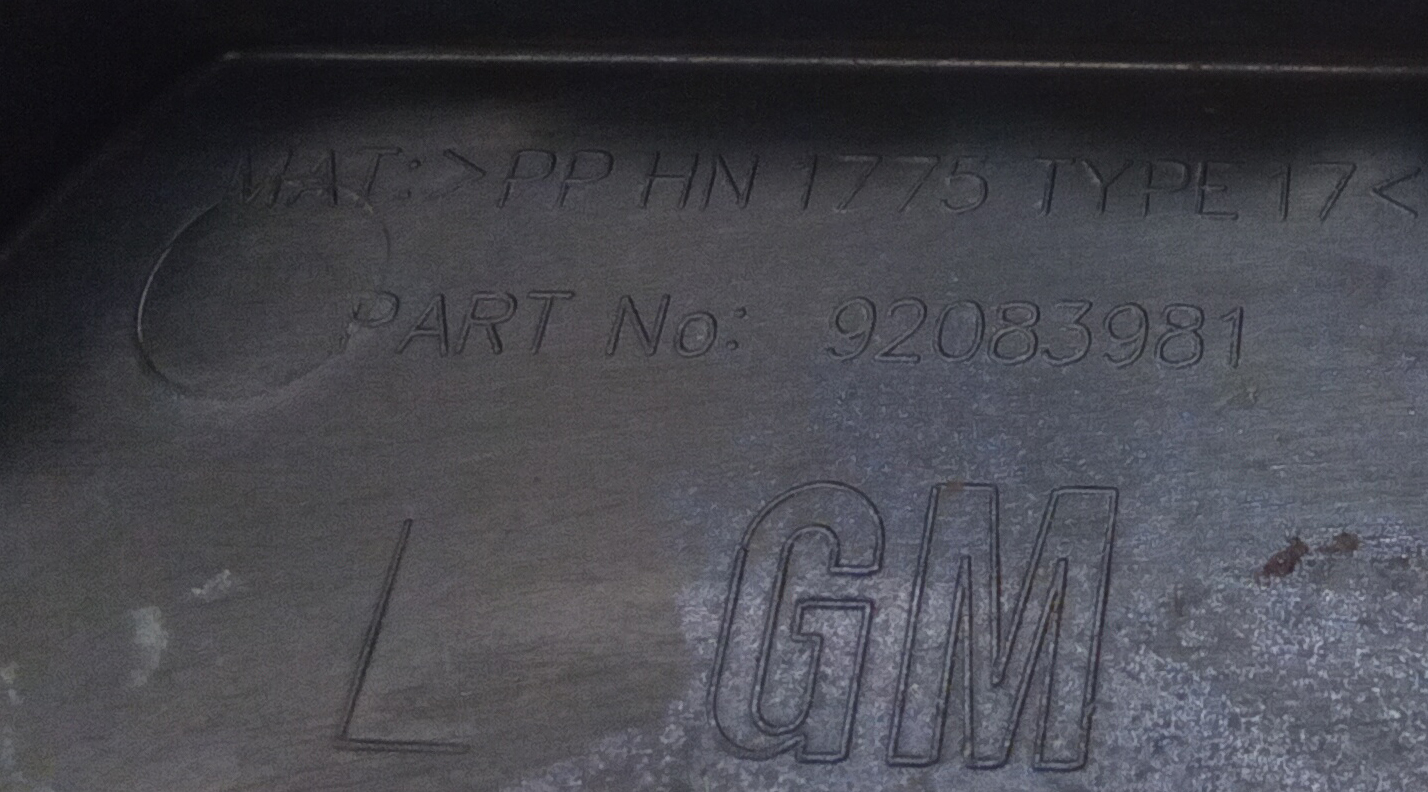 MAT:>PP HN 1775 TYPE 17<
PART No: 92083981
L GM